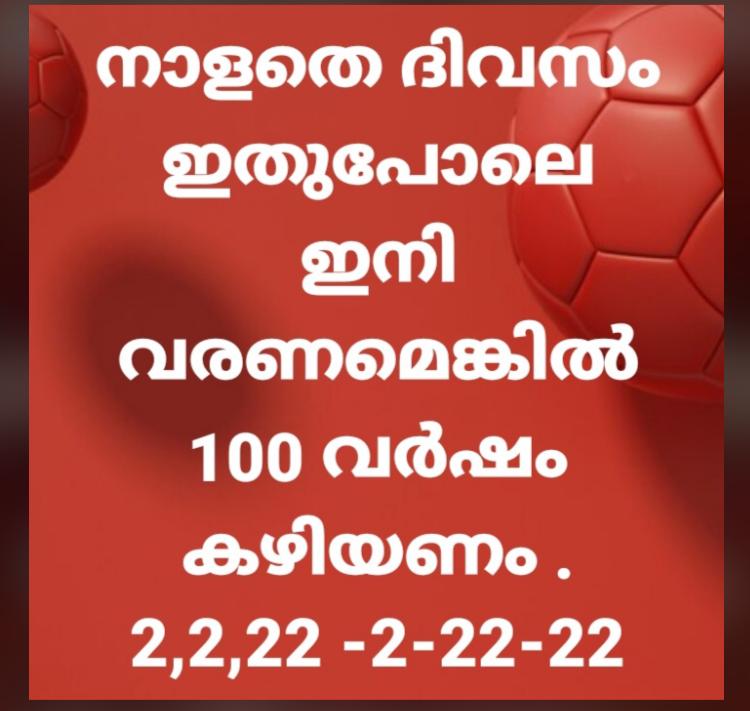 നാളതെ ദിവസം
ഇതുപോലെ
ഇനി
വരണമെങ്കിൽ
100 വർഷം
കഴിയണം .
2,2,22 -2-22-22